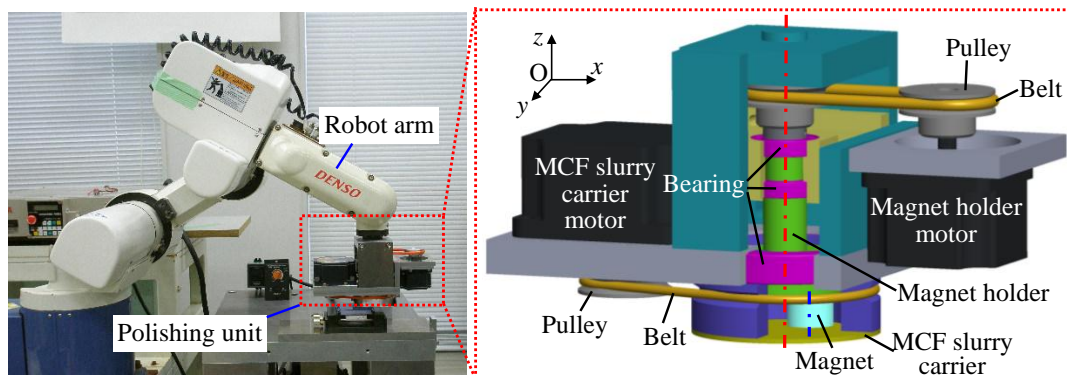 Robot arm
DENSO
Polishing unit
z
O
x
y
Pulley
Belt
MCF slurry
carrier
motor
Bearing
Magnet holder
motor
Magnet holder
Pulley
Belt
Magnet
MCF slurry
carrier